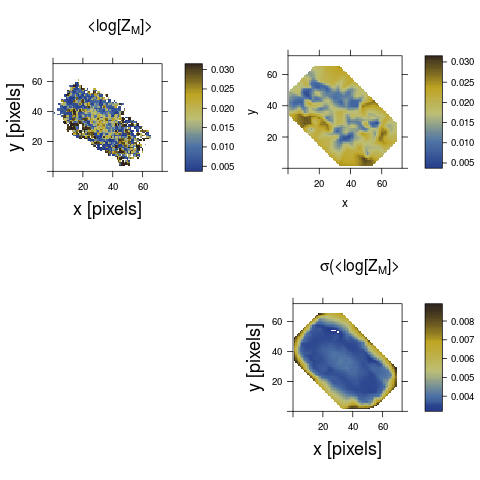 <log[Z_M]>
0.030
0.025
0.020
0.015
0.010
0.005
60
40
20
y [pixels]
20 40 60
x [pixels]
0.030
0.025
0.020
0.015
0.010
0.005
60
40
20
y
20 40 60
x
σ(<log[Z_M]>
0.008
0.007
0.006
0.005
0.004
60
40
20
y [pixels]
20 40 60
x [pixels]